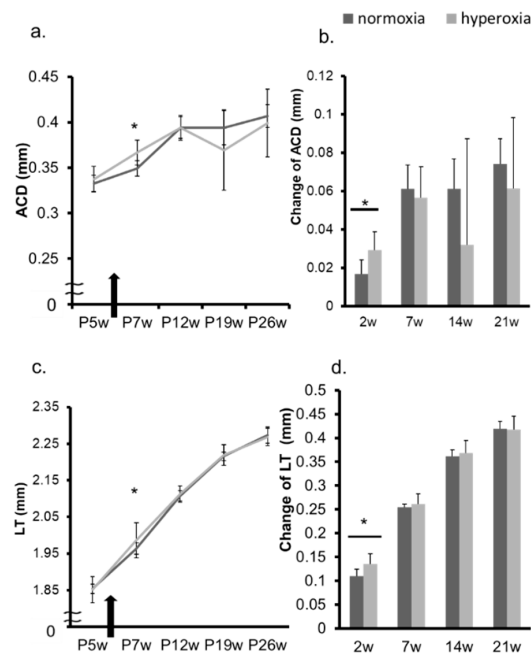 normoxia hyperoxia
a.
b.
0.45
0.4
0.35
0.3
0.25
0
ACD (mm)
*
P5w P7w P12w P19w P26w
0.12
0.1
0.08
0.06
0.04
0.02
0
Change of ACD (mm)
*
2w 7w 14w 21w
c.
d.
2.35
2.25
2.15
2.05
1.95
1.85
0
LT (mm)
*
P5w P7w P12w P19w P26w
0.5
0.45
0.4
0.35
0.3
0.25
0.2
0.15
0.1
0.05
0
Change of LT (mm)
*
2w 7w 14w 21w